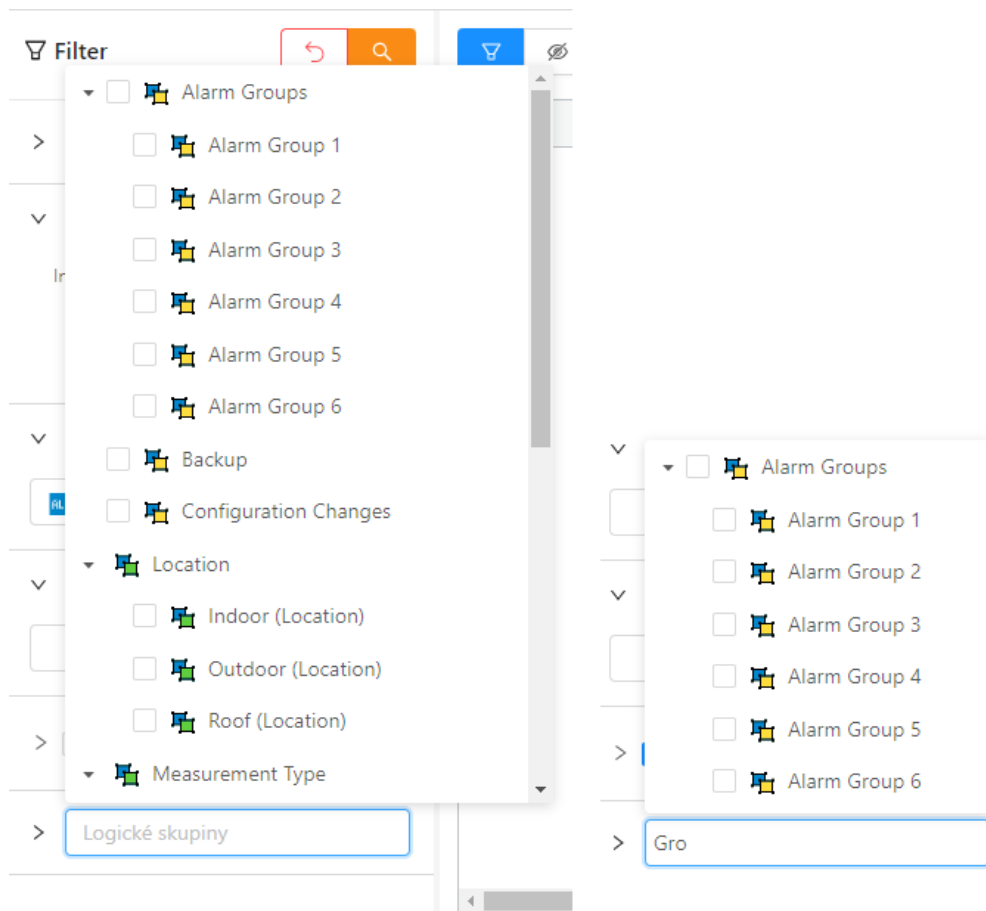 Filter
Alarm Groups
Alarm Group 1
Alarm Group 2
Alarm Group 3
Alarm Group 4
Alarm Group 5
Alarm Group 6
Backup
Configuration Changes
Location
Indoor (Location)
Outdoor (Location)
Roof (Location)
Measurement Type
Logické skupiny
Alarm Groups
Alarm Group 1
Alarm Group 2
Alarm Group 3
Alarm Group 4
Alarm Group 5
Alarm Group 6
Gro